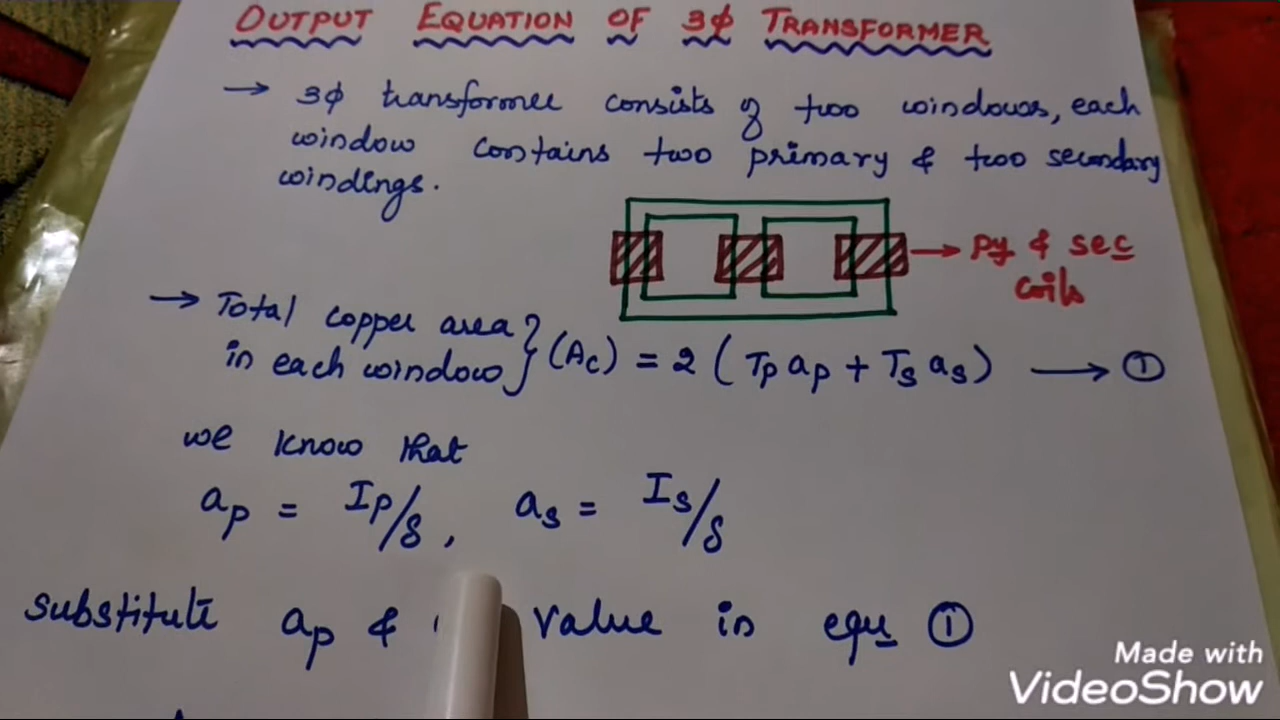 OUTPUT EQUATION OF 3ϕ TRANSFORMER
→ 3ϕ transformer consists of two windows, each
window contains two primary & two secondary
windings.
→ py & sec
coils
→ Total copper area
in each window } (Ac) = 2 (Tp ap + Ts as) → ①
we know that
ap = Ip/δ, as = Is/δ
substitute ap & value in equ ①
Made with
VideoShow